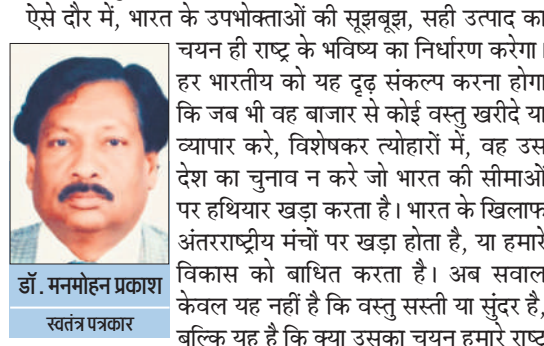 ऐसे दौर में, भारत के उपभोक्ताओं की सूझबूझ, सही उत्पाद का
चयन ही राष्ट्र के भविष्य का निर्धारण करेगा।
हर भारतीय को यह दृढ़ संकल्प करना होगा
कि जब भी वह बाजार से कोई वस्तु खरीदे या
व्यापार करे, विशेषकर त्योहारों में, वह उस
देश का चुनाव न करे जो भारत की सीमाओं
पर हथियार खड़ा करता है। भारत के खिलाफ
अंतरराष्ट्रीय मंचों पर खड़ा होता है, या हमारे
विकास को बाधित करता है। अब सवाल
केवल यह नहीं है कि वस्तु सस्ती या सुंदर है,
बल्कि यह है कि क्या उसका चयन हमारे राष्ट्र
डॉ. मनमोहन प्रकाश
स्वतंत्र पत्रकार